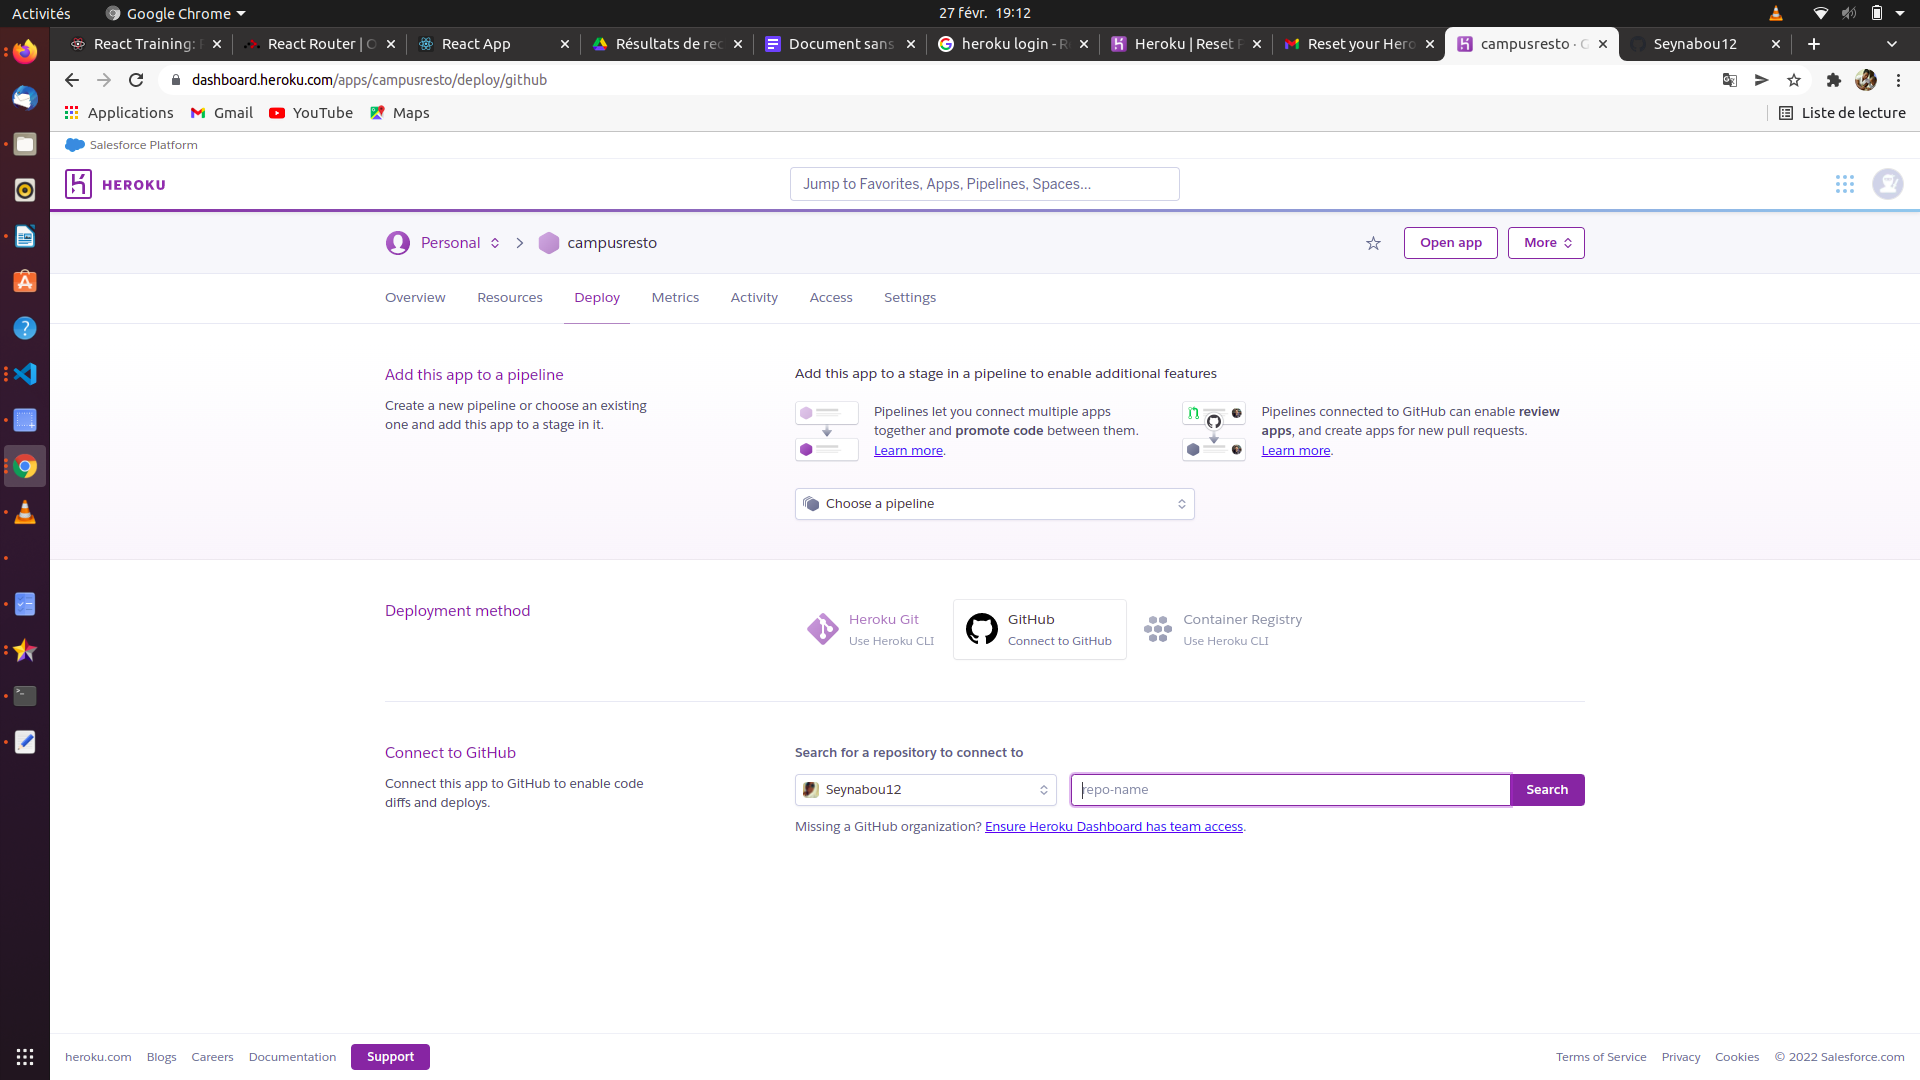 Activités
Google Chrome
27 févr. 19:12
React Training:
React Router | O
React App
Résultats de rec
Document sans
heroku login - R
Heroku | Reset P
Reset your Hero
campusresto · G
Seynabou12
dashboard.heroku.com/apps/campusresto/deploy/github
Applications
Gmail
YouTube
Maps
Liste de lecture
Salesforce Platform
HEROKU
Jump to Favorites, Apps, Pipelines, Spaces...
Personal
campusresto
Open app
More
Overview
Resources
Deploy
Metrics
Activity
Access
Settings
Add this app to a pipeline
Create a new pipeline or choose an existing
one and add this app to a stage in it.
Add this app to a stage in a pipeline to enable additional features
Pipelines let you connect multiple apps
together and promote code between them.
Learn more.
Pipelines connected to GitHub can enable review
apps, and create apps for new pull requests.
Learn more.
Choose a pipeline
Deployment method
Heroku Git
Use Heroku CLI
GitHub
Connect to GitHub
Container Registry
Use Heroku CLI
Connect to GitHub
Connect this app to GitHub to enable code
diffs and deploys.
Search for a repository to connect to
Seynabou12
repo-name
Search
Missing a GitHub organization? Ensure Heroku Dashboard has team access.
heroku.com
Blogs
Careers
Documentation
Support
Terms of Service
Privacy
Cookies
© 2022 Salesforce.com